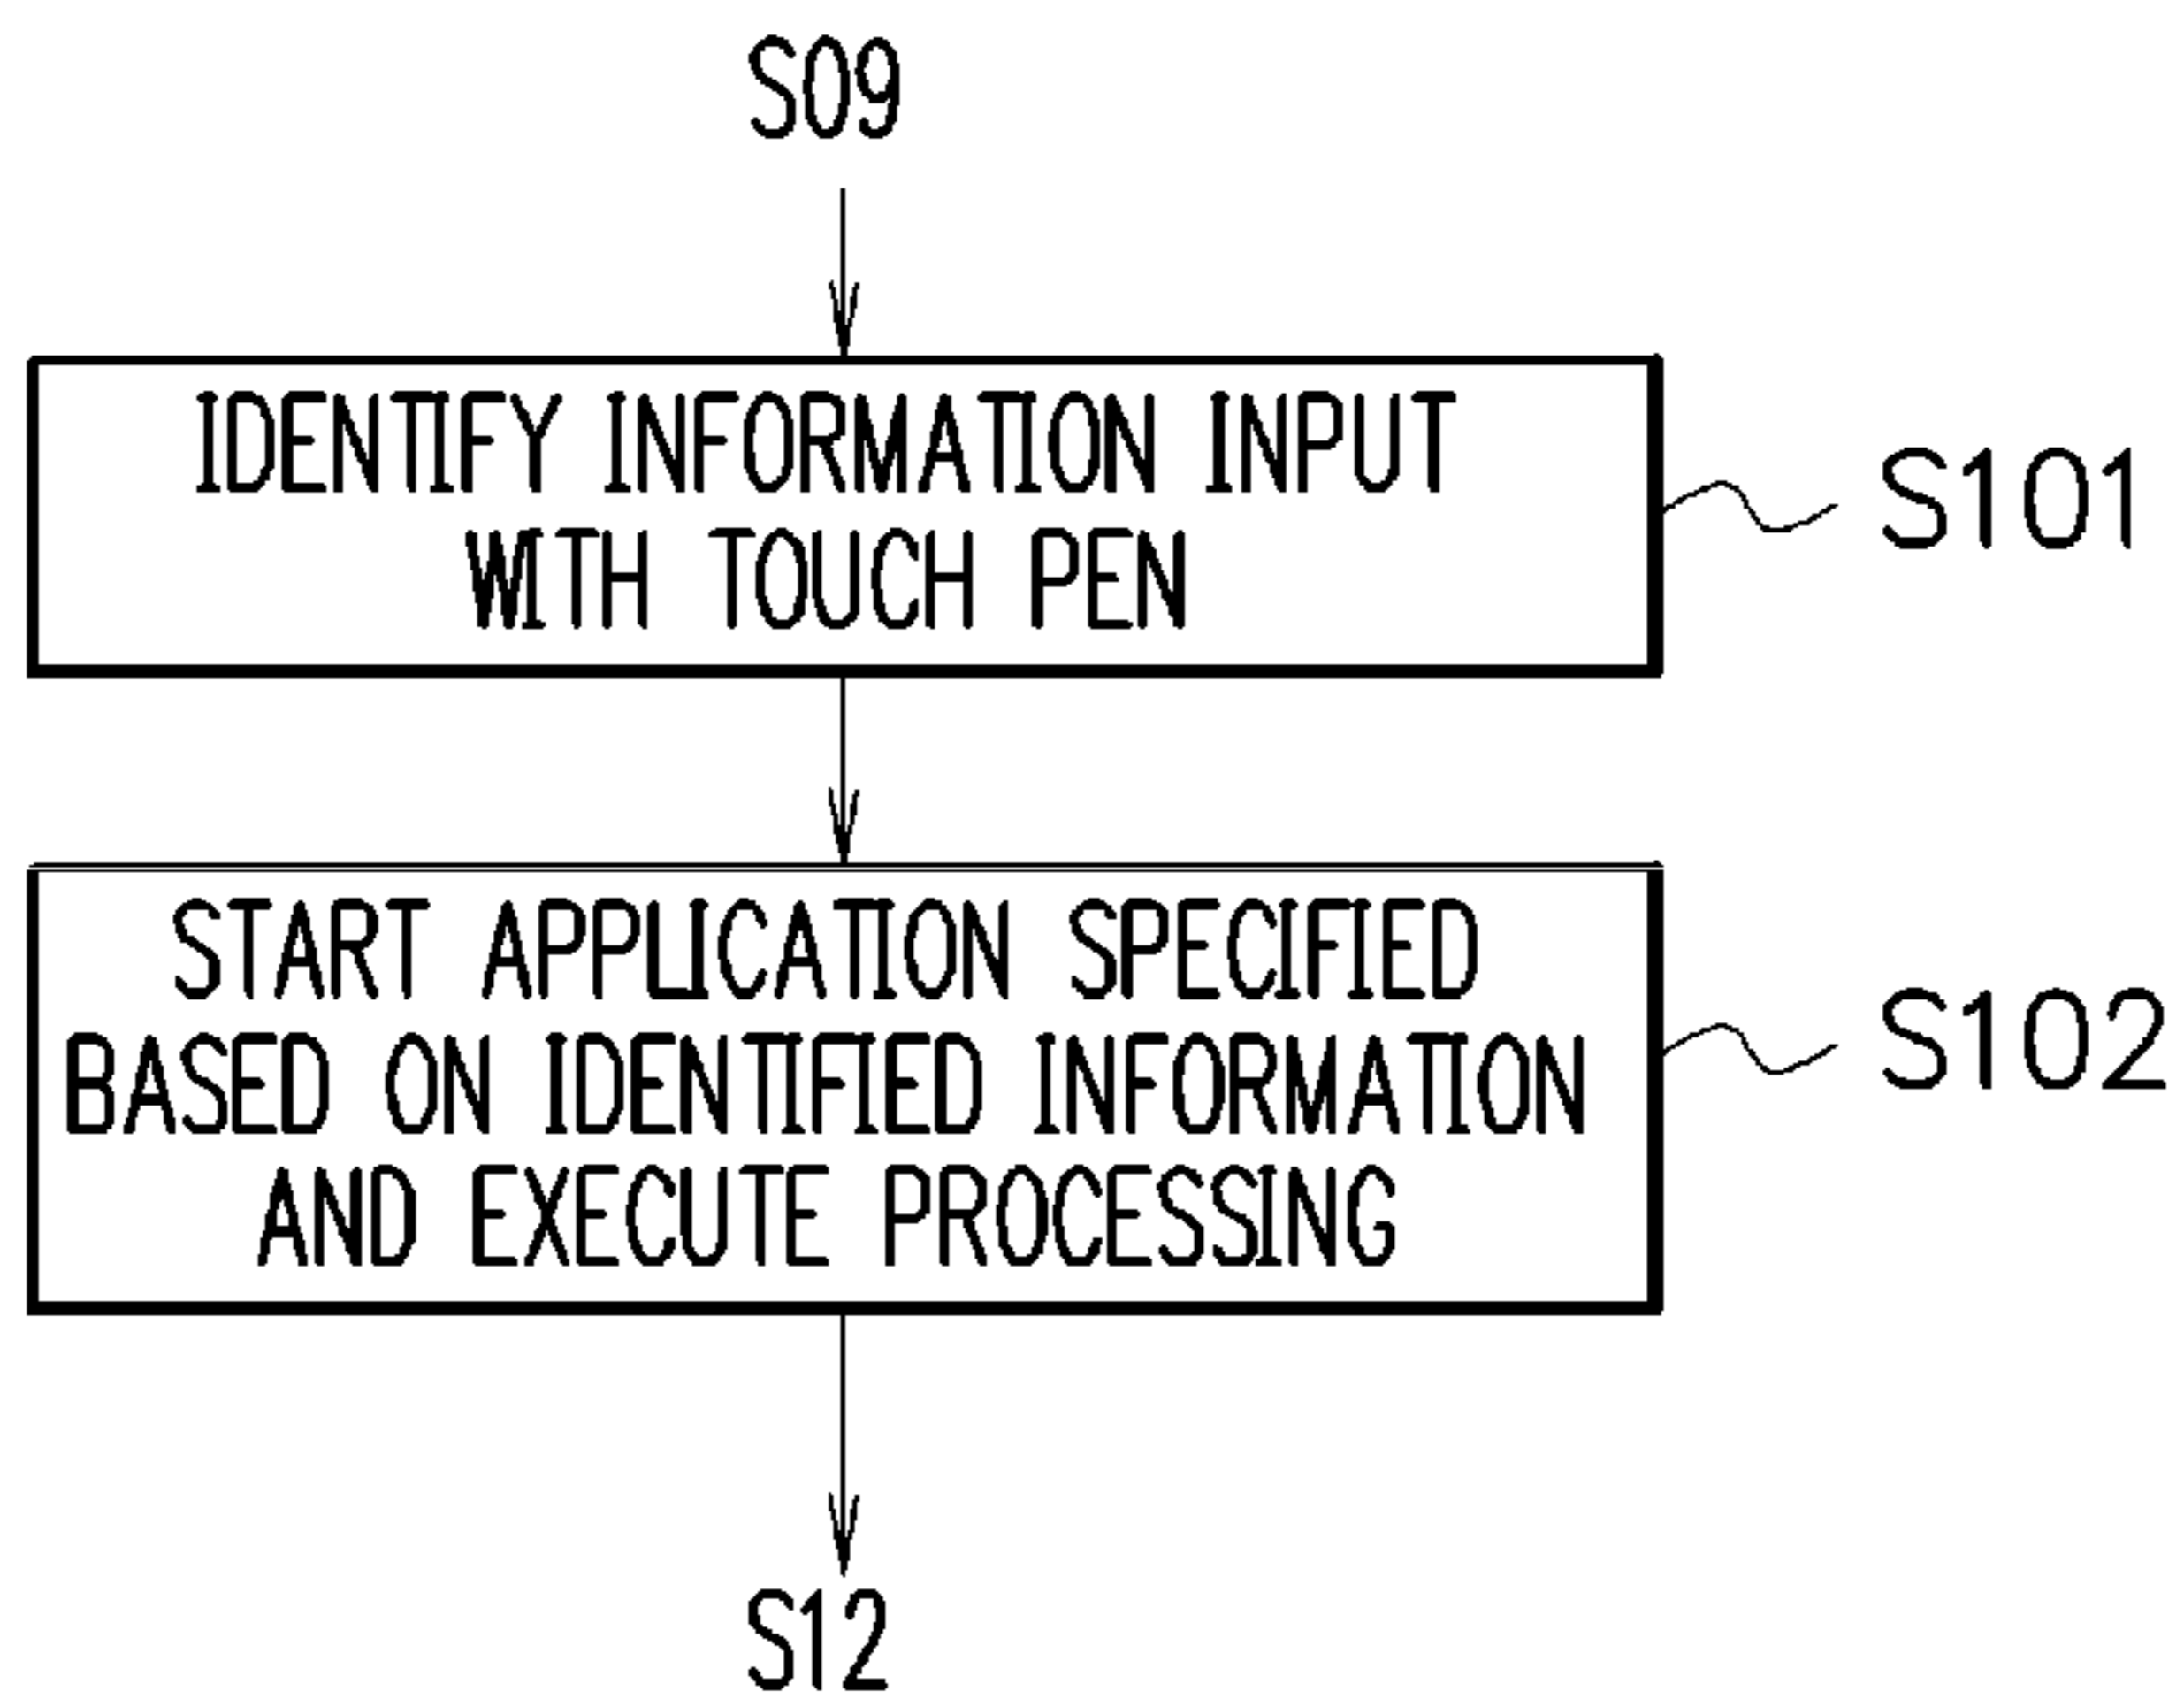 S09
IDENTIFY INFORMATION INPUT
WITH TOUCH PEN
S101
START APPLICATION SPECIFIED
BASED ON IDENTIFIED INFORMATION
AND EXECUTE PROCESSING
S102
S12